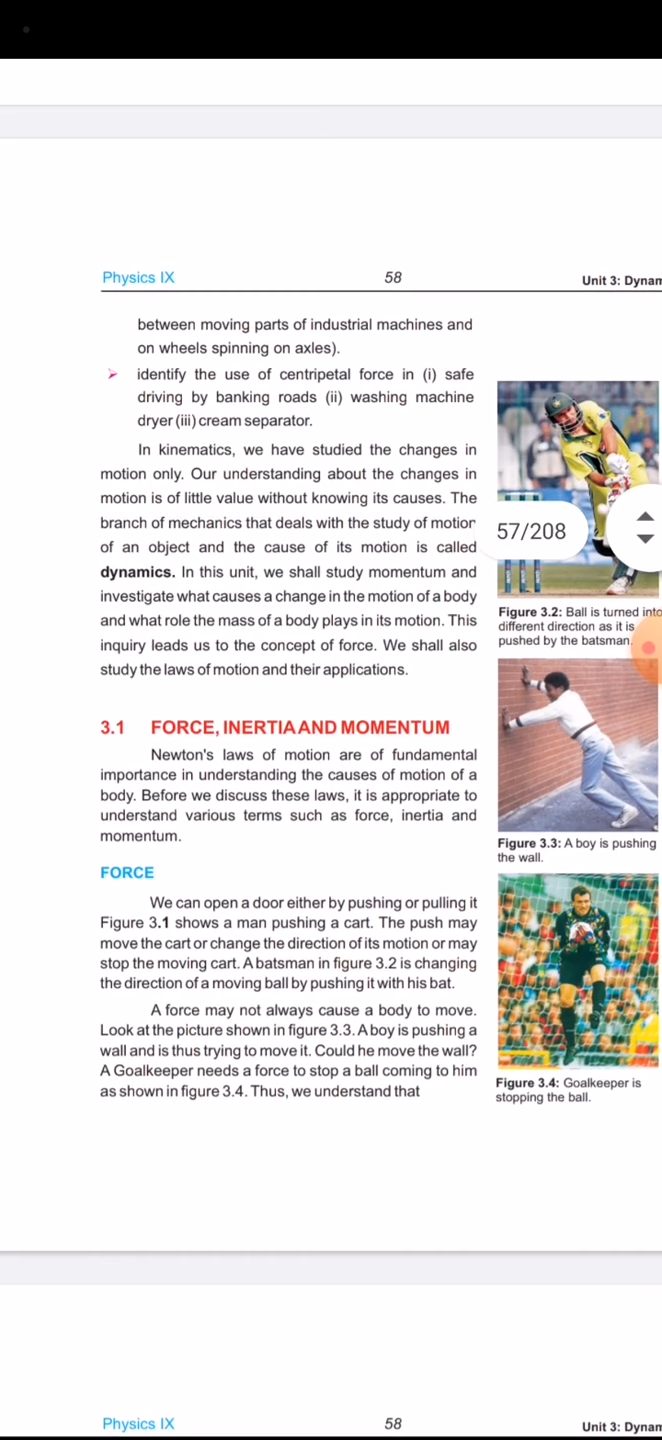 Physics IX
58
Unit 3: Dynam
between moving parts of industrial machines and
on wheels spinning on axles).
➢ identify the use of centripetal force in (i) safe
driving by banking roads (ii) washing machine
dryer (iii) cream separator.
In kinematics, we have studied the changes in
motion only. Our understanding about the changes in
motion is of little value without knowing its causes. The
branch of mechanics that deals with the study of motion
of an object and the cause of its motion is called
dynamics. In this unit, we shall study momentum and
investigate what causes a change in the motion of a body
and what role the mass of a body plays in its motion. This
inquiry leads us to the concept of force. We shall also
study the laws of motion and their applications.
3.1 FORCE, INERTIA AND MOMENTUM
Newton's laws of motion are of fundamental
importance in understanding the causes of motion of a
body. Before we discuss these laws, it is appropriate to
understand various terms such as force, inertia and
momentum.
FORCE
We can open a door either by pushing or pulling it
Figure 3.1 shows a man pushing a cart. The push may
move the cart or change the direction of its motion or may
stop the moving cart. A batsman in figure 3.2 is changing
the direction of a moving ball by pushing it with his bat.
A force may not always cause a body to move.
Look at the picture shown in figure 3.3. A boy is pushing a
wall and is thus trying to move it. Could he move the wall?
A Goalkeeper needs a force to stop a ball coming to him
as shown in figure 3.4. Thus, we understand that
57/208
Figure 3.2: Ball is turned into
different direction as it is
pushed by the batsman.
Figure 3.3: A boy is pushing
the wall.
Figure 3.4: Goalkeeper is
stopping the ball.
Physics IX
58
Unit 3: Dynam